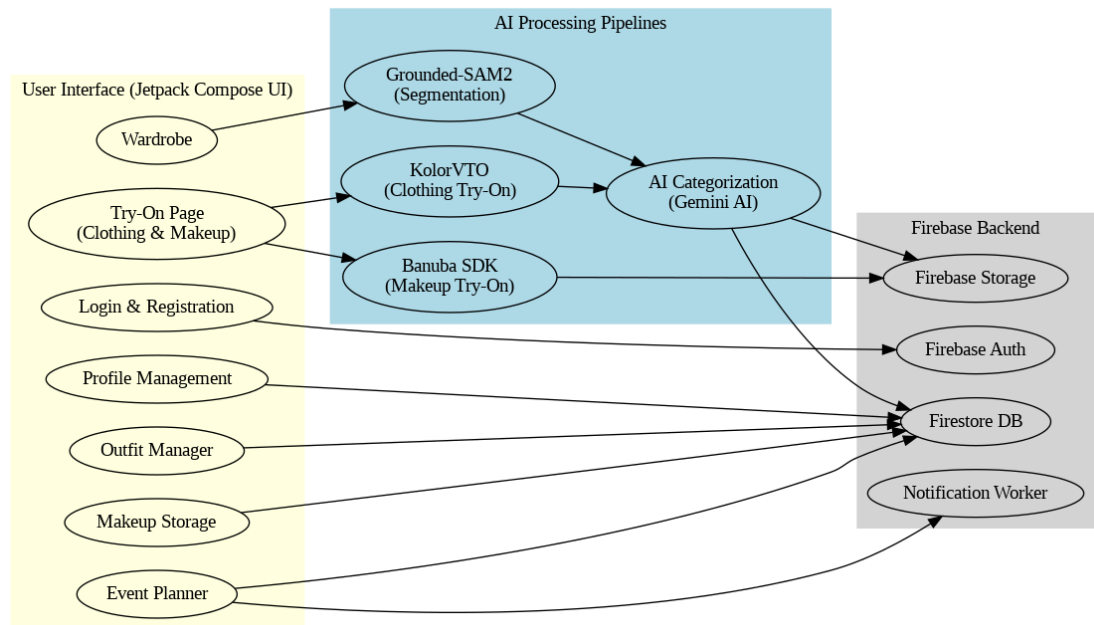 AI Processing Pipelines
User Interface (Jetpack Compose UI)
Grounded-SAM2
(Segmentation)
Wardrobe
KolorVTO
(Clothing Try-On)
AI Categorization
(Gemini AI)
Try-On Page
(Clothing & Makeup)
Firebase Backend
Banuba SDK
(Makeup Try-On)
Firebase Storage
Login & Registration
Firebase Auth
Profile Management
Firestore DB
Outfit Manager
Notification Worker
Makeup Storage
Event Planner